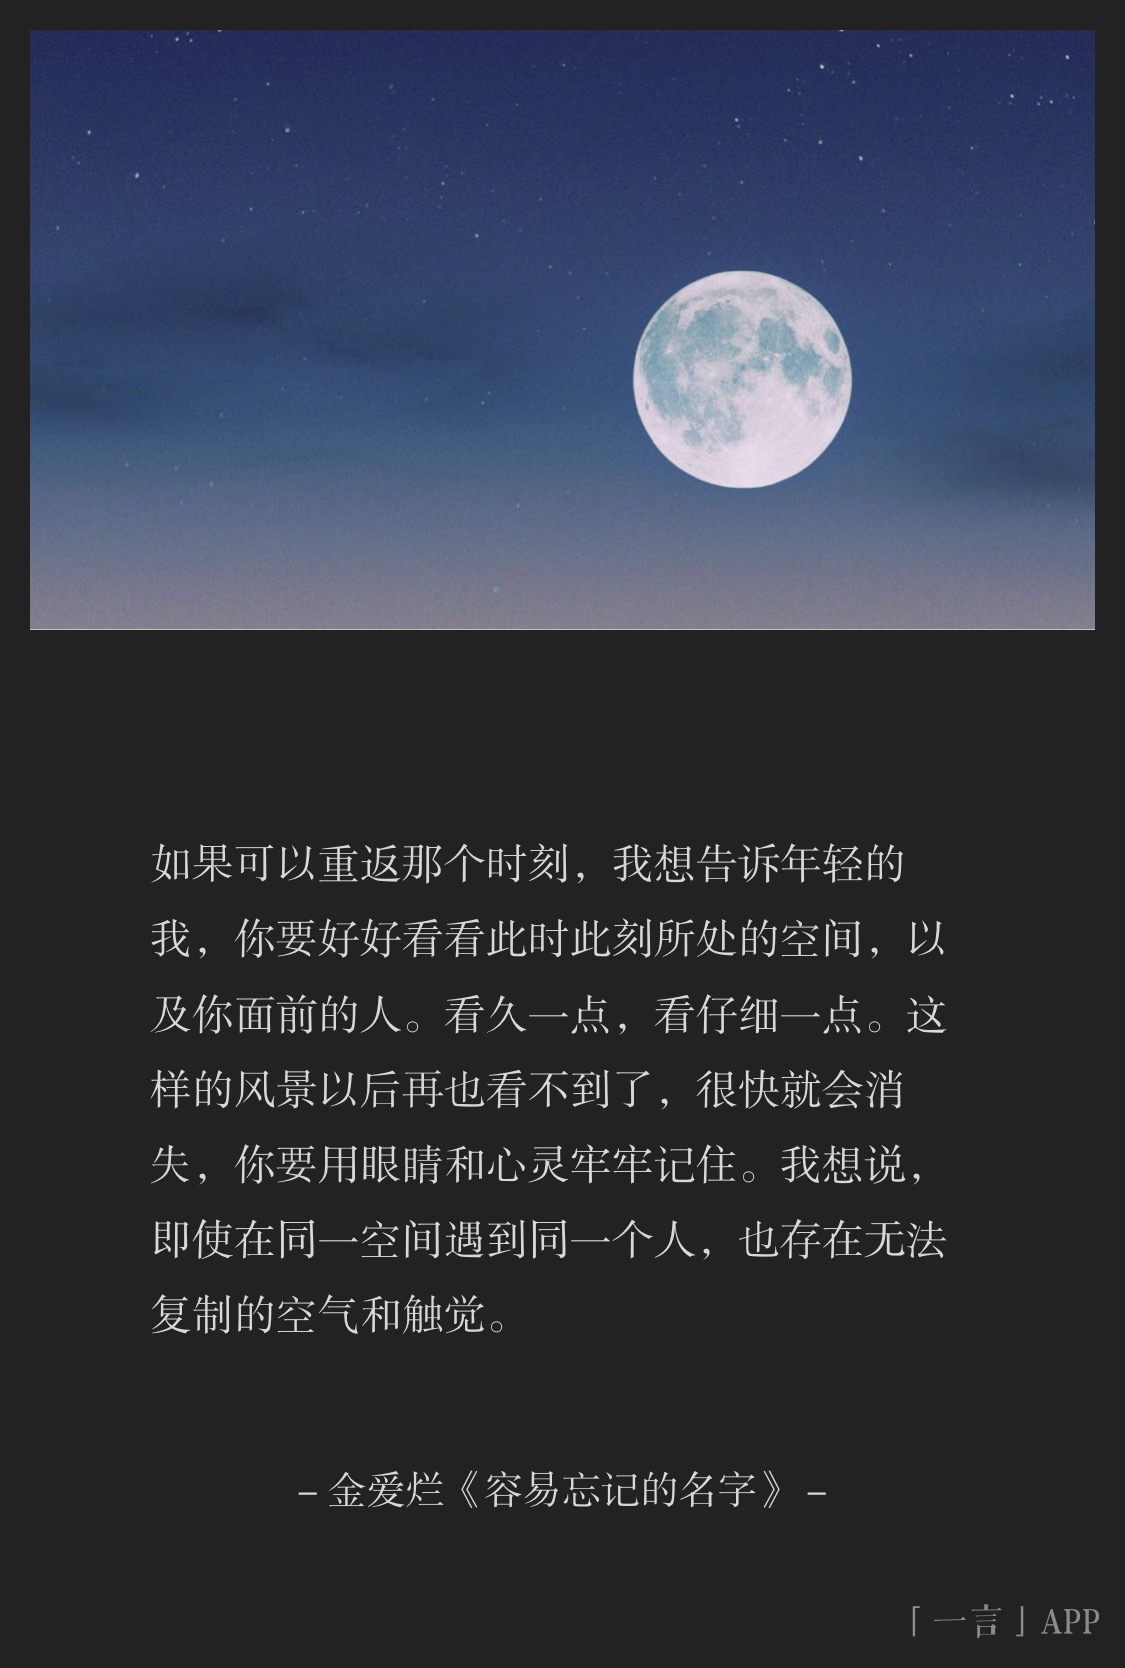 如果可以重返那个时刻，我想告诉年轻的
我，你要好好看看此时此刻所处的空间，以
及你面前的人。看久一点，看仔细一点。这
样的风景以后再也看不到了，很快就会消
失，你要用眼睛和心灵牢牢记住。我想说，
即使在同一空间遇到同一个人，也存在无法
复制的空气和触觉。
– 金爱烂《容易忘记的名字》 –
「一言」APP